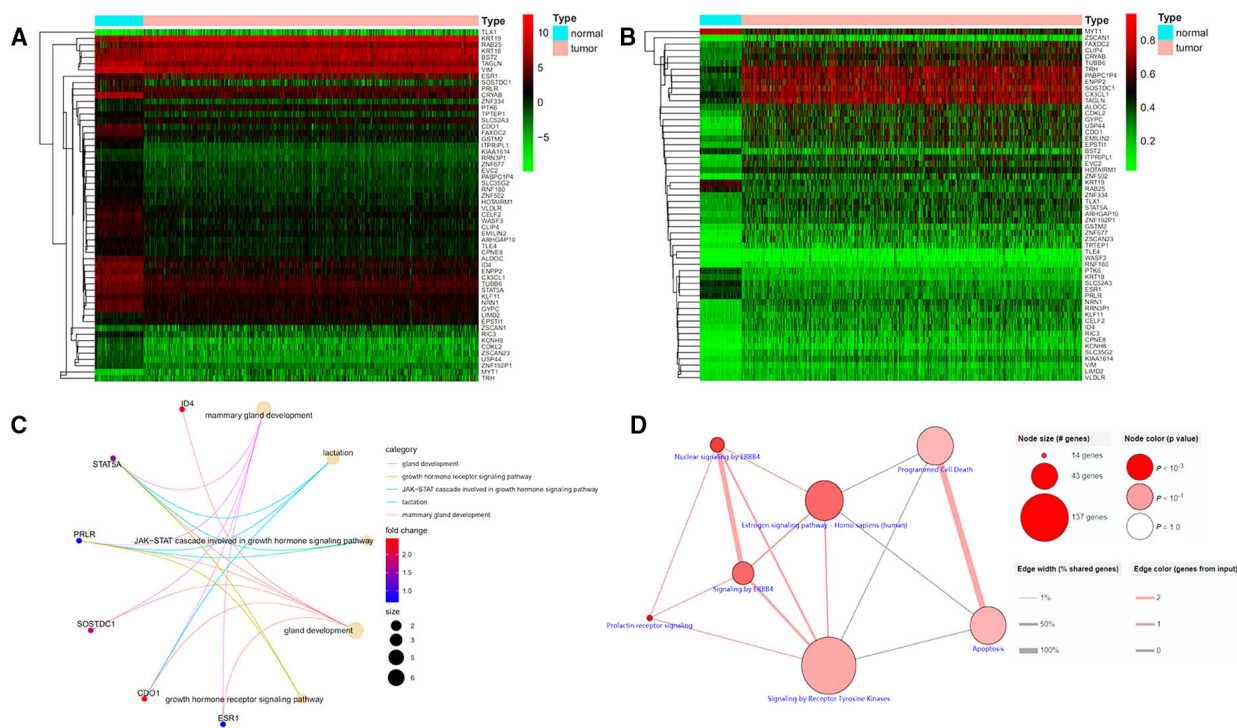 A
Type
TLX1
KRT19
RAB25
KRT18
BST2
TAGLN
VIM
ESR1
SOSTDC1
PRLR
CRYAB
ZNF334
PTK6
TPTEP1
SLC52A3
CDO1
FAXDC2
GSTM2
ITPRIPL1
KIAA1614
RRN3P1
ZNF677
EVC2
PABPC1P4
SLC35G2
RNF180
ZNF502
HOTAIRM1
VLDLR
CELF2
WASF3
CLIP4
EMILIN2
ARHGAP10
TLE4
CPNE8
ALDOC
ID4
ENPP2
CX3CL1
TUBB6
STAT5A
KLF11
NRN1
GYPC
LIMD2
EPSTI1
ZSCAN1
RIC3
KCNH8
CDKL2
ZSCAN23
USP44
ZNF192P1
MYT1
TRH
10
5
0
−5
Type
normal
tumor
B
Type
MYT1
ZSCAN1
FAXDC2
CLIP4
CRYAB
TUBB6
TRH
PABPC1P4
ENPP2
SOSTDC1
CX3CL1
TAGLN
ALDOC
CDKL2
GYPC
USP44
CDO1
EMILIN2
EPSTI1
BST2
ITPRIPL1
EVC2
HOTAIRM1
ZNF502
KRT19
RAB25
ZNF334
TLX1
STAT5A
ARHGAP10
ZNF192P1
GSTM2
ZNF677
ZSCAN23
TPTEP1
TLE4
WASF3
RNF180
PTK6
KRT18
SLC52A3
ESR1
PRLR
NRN1
RRN3P1
KLF11
CELF2
ID4
CPNE8
KCNH8
SLC35G2
KIAA1614
VIM
LIMD2
VLDLR
0.8
0.6
0.4
0.2
Type
normal
tumor
C
ID4
mammary gland development
STAT5A
lactation
PRLR
JAK−STAT cascade involved in growth hormone signaling pathway
SOSTDC1
gland development
CDO1
growth hormone receptor signaling pathway
ESR1
category
gland development
growth hormone receptor signaling pathway
JAK−STAT cascade involved in growth hormone signaling pathway
lactation
mammary gland development
fold change
2.0
1.5
1.0
size
2
3
5
6
D
Nuclear signaling by ERBB4
Programmed Cell Death
Estrogen signaling pathway - Homo sapiens (human)
Signaling by ERBB4
Prolactin receptor signaling
Apoptosis
Signaling by Receptor Tyrosine Kinases
Node size (# genes)
14 genes
43 genes
137 genes
Node color (p value)
P < 10⁻³
P < 10⁻¹
P = 1.0
Edge width (% shared genes)
1%
50%
100%
Edge color (genes from input)
2
1
0